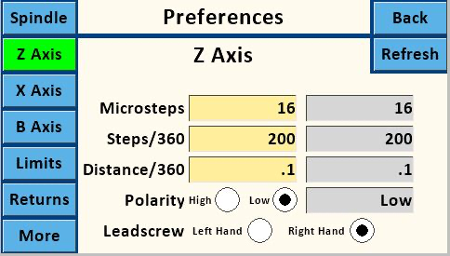 Spindle Preferences Back
Z Axis Z Axis Refresh
X Axis
Microsteps 16 16
B Axis Steps/360 200 200
Limits Distance/360 .1 .1
Returns Polarity High Low Low
More Leadscrew Left Hand Right Hand